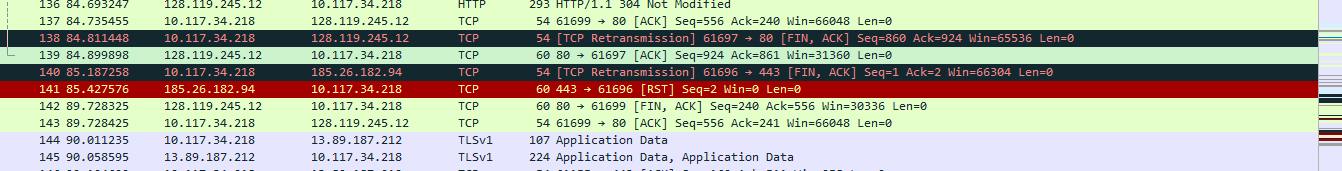 136 84.693247 128.119.245.12 10.117.34.218 HTTP 293 HTTP/1.1 304 Not Modified
137 84.735455 10.117.34.218 128.119.245.12 TCP 54 61699 → 80 [ACK] Seq=556 Ack=240 Win=66048 Len=0
138 84.811448 10.117.34.218 128.119.245.12 TCP 54 [TCP Retransmission] 61697 → 80 [FIN, ACK] Seq=860 Ack=924 Win=65536 Len=0
139 84.899898 128.119.245.12 10.117.34.218 TCP 60 80 → 61697 [ACK] Seq=924 Ack=861 Win=31360 Len=0
140 85.187258 10.117.34.218 185.26.182.94 TCP 54 [TCP Retransmission] 61696 → 443 [FIN, ACK] Seq=1 Ack=2 Win=66304 Len=0
141 85.427576 185.26.182.94 10.117.34.218 TCP 60 443 → 61696 [RST] Seq=2 Win=0 Len=0
142 89.728325 128.119.245.12 10.117.34.218 TCP 60 80 → 61699 [FIN, ACK] Seq=240 Ack=556 Win=30336 Len=0
143 89.728425 10.117.34.218 128.119.245.12 TCP 54 61699 → 80 [ACK] Seq=556 Ack=241 Win=66048 Len=0
144 90.011235 10.117.34.218 13.89.187.212 TLSv1 107 Application Data
145 90.058595 13.89.187.212 10.117.34.218 TLSv1 224 Application Data, Application Data